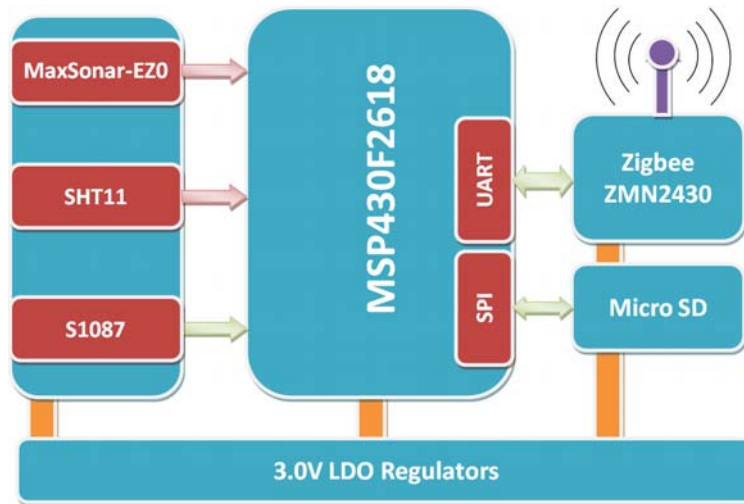 MaxSonar-EZ0
SHT11
S1087
MSP430F2618
UART
SPI
Zigbee
ZMN2430
Micro SD
3.0V LDO Regulators